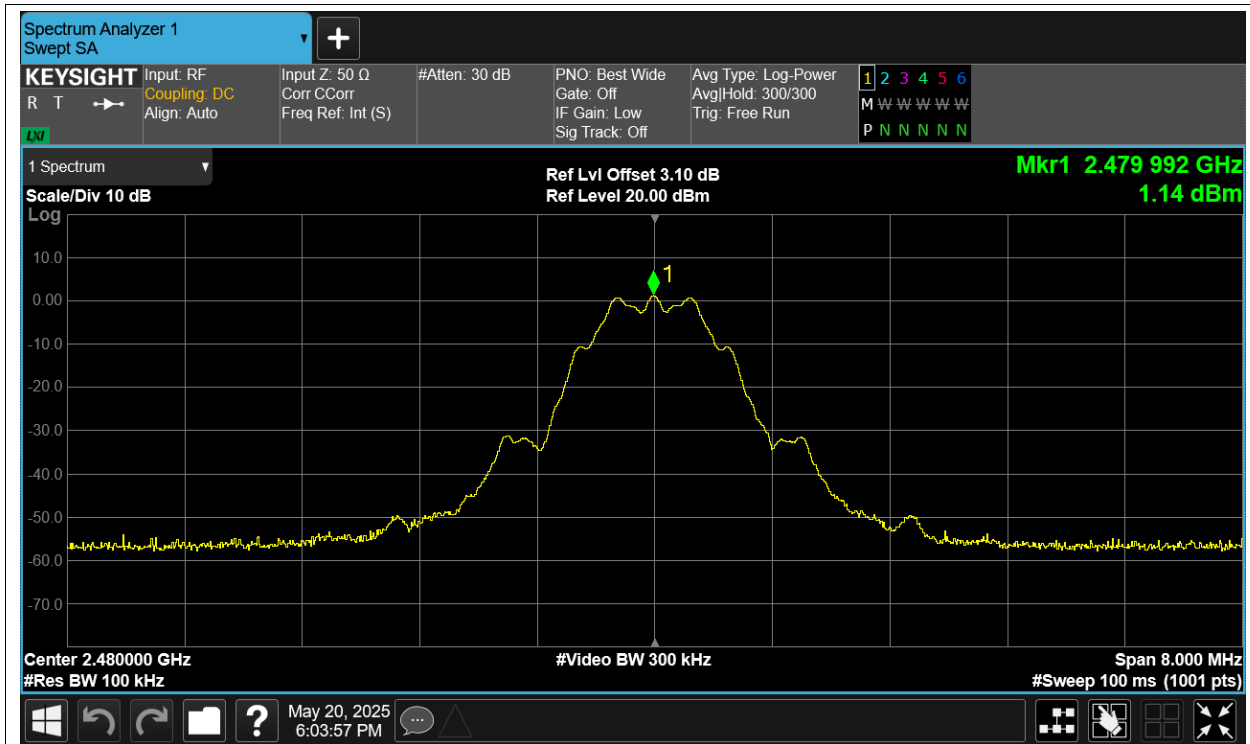 Spectrum Analyzer 1
Swept SA
+
KEYSIGHT
R T
LXI
Input: RF
Coupling: DC
Align: Auto
Input Z: 50 Ω
Corr CCorr
Freq Ref: Int (S)
#Atten: 30 dB
PNO: Best Wide
Gate: Off
IF Gain: Low
Sig Track: Off
Avg Type: Log-Power
Avg|Hold: 300/300
Trig: Free Run
1 2 3 4 5 6
M W W W W W
P N N N N N
1 Spectrum
Scale/Div 10 dB
Log
Ref Lvl Offset 3.10 dB
Ref Level 20.00 dBm
Mkr1 2.479 992 GHz
1.14 dBm
1
10.0
0.00
-10.0
-20.0
-30.0
-40.0
-50.0
-60.0
-70.0
Center 2.480000 GHz
#Res BW 100 kHz
#Video BW 300 kHz
Span 8.000 MHz
#Sweep 100 ms (1001 pts)
?
May 20, 2025
6:03:57 PM